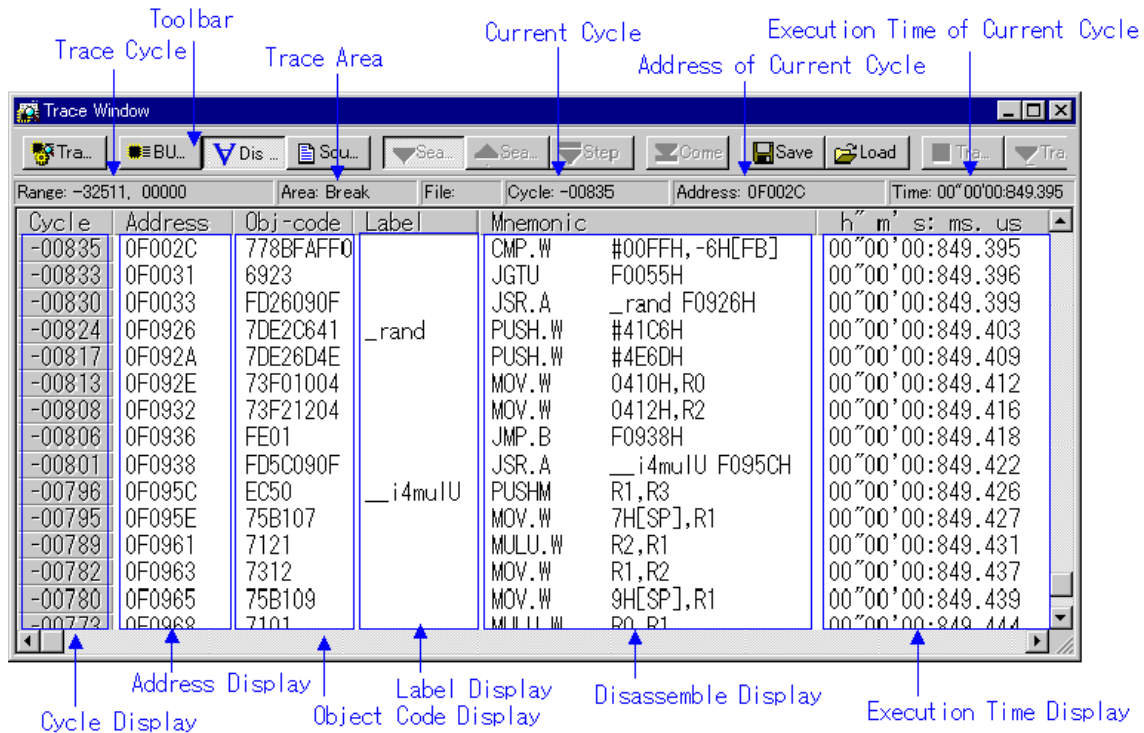 Toolbar
Trace Cycle
Trace Area
Current Cycle
Execution Time of Current Cycle
Address of Current Cycle
Trace Window
Tra... BU... Dis ... Sou... Sea... Sea... Step Come Save Load Tra... Tra
Range: -32511, 00000 Area: Break File: Cycle: -00835 Address: 0F002C Time: 00"00'00:849.395
Cycle Address Obj-code Label Mnemonic h" m' s: ms. us
-00835 0F002C 778BFAFF0 CMP.W #00FFH,-6H[FB] 00"00'00:849.395
-00833 0F0031 6923 JGTU F0055H 00"00'00:849.396
-00830 0F0033 FD26090F JSR.A _rand F0926H 00"00'00:849.399
-00824 0F0926 7DE2C641 _rand PUSH.W #41C6H 00"00'00:849.403
-00817 0F092A 7DE26D4E PUSH.W #4E6DH 00"00'00:849.409
-00813 0F092E 73F01004 MOV.W 0410H,R0 00"00'00:849.412
-00808 0F0932 73F21204 MOV.W 0412H,R2 00"00'00:849.416
-00806 0F0936 FE01 JMP.B F0938H 00"00'00:849.418
-00801 0F0938 FD5C090F JSR.A __i4mulU F095CH 00"00'00:849.422
-00796 0F095C EC50 __i4mulU PUSHM R1,R3 00"00'00:849.426
-00795 0F095E 75B107 MOV.W 7H[SP],R1 00"00'00:849.427
-00789 0F0961 7121 MULU.W R2,R1 00"00'00:849.431
-00782 0F0963 7312 MOV.W R1,R2 00"00'00:849.437
-00780 0F0965 75B109 MOV.W 9H[SP],R1 00"00'00:849.439
-00773 0F0968 7101 MULU.W R0,R1 00"00'00:849.444
Address Display
Label Display
Disassemble Display
Cycle Display
Object Code Display
Execution Time Display